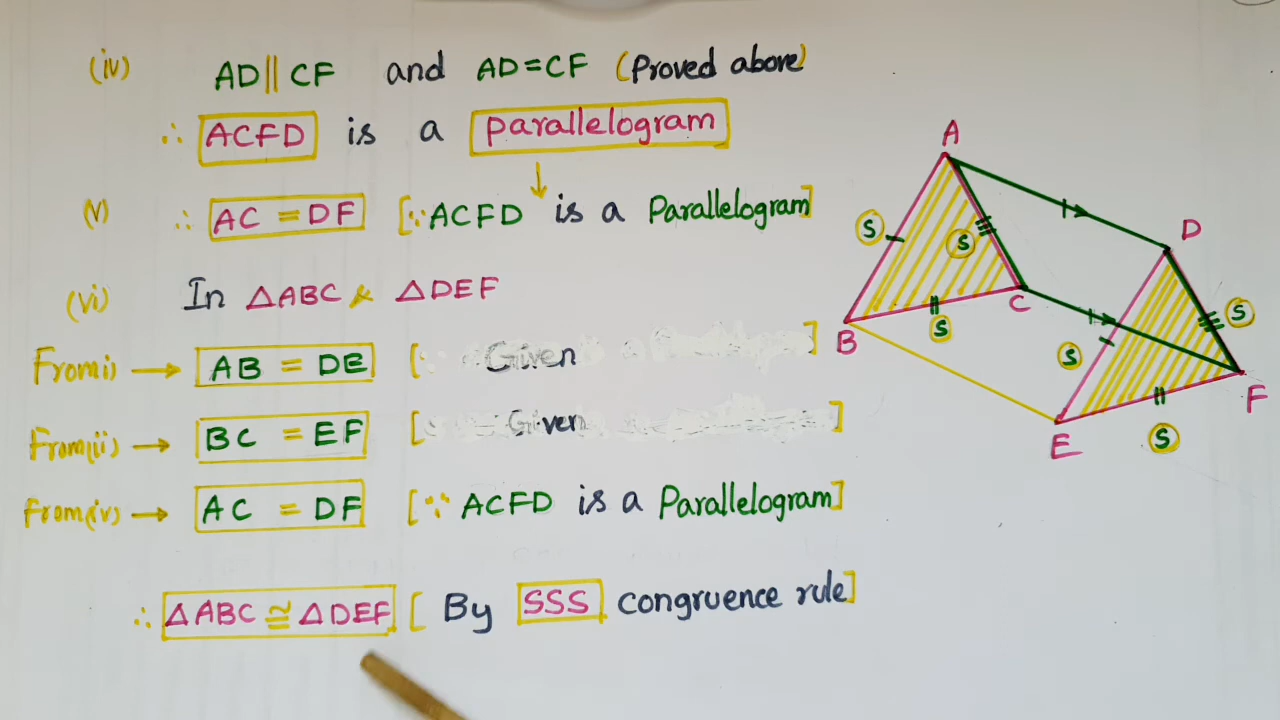 (iv) AD || CF and AD = CF (Proved above)
∴ ACFD is a parallelogram
(v) ∴ AC = DF [∵ ACFD is a Parallelogram]
(vi) In △ABC & △DEF
From(i) → AB = DE [∵ Given ]
From(ii) → BC = EF [ Given ]
From(iv) → AC = DF [∵ ACFD is a Parallelogram]
∴ △ABC ≅ △DEF [ By SSS congruence rule]
A
D
S
S
S
C
B
S
S
F
E
S